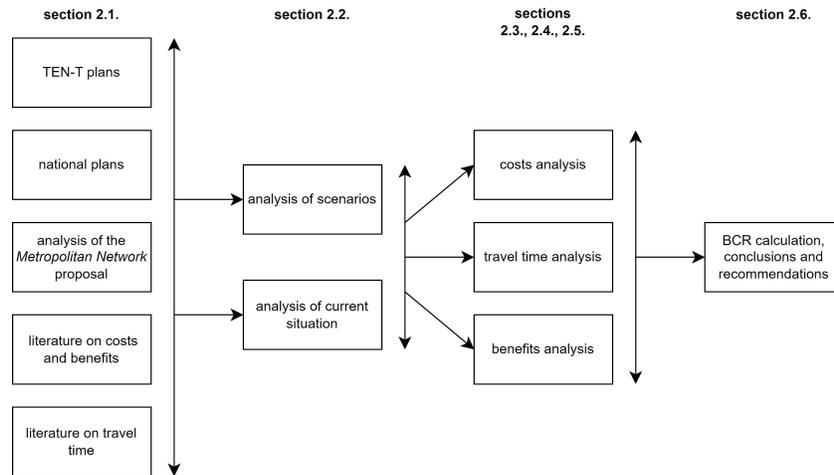 section 2.1.
section 2.2.
sections
2.3., 2.4., 2.5.
section 2.6.
TEN-T plans
national plans
analysis of the
Metropolitan Network
proposal
literature on costs
and benefits
literature on travel
time
analysis of scenarios
analysis of current
situation
costs analysis
travel time analysis
benefits analysis
BCR calculation,
conclusions and
recommendations